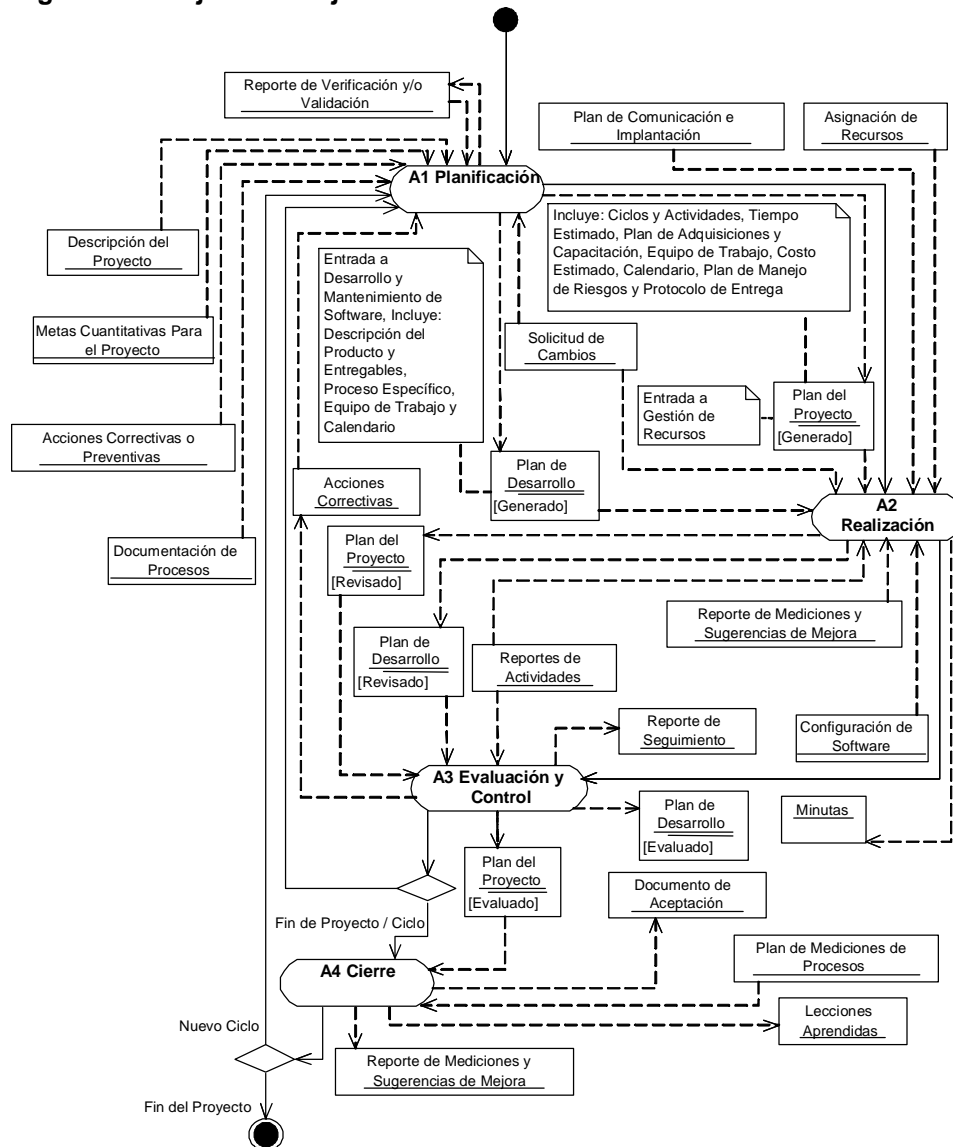 Reporte de Verificación y/o
Validación
Plan de Comunicación e
Implantación
Asignación de
Recursos
A1 Planificación
Descripción del
Proyecto
Entrada a
Desarrollo y
Mantenimiento de
Software, Incluye:
Descripción del
Producto y
Entregables,
Proceso Específico,
Equipo de Trabajo y
Calendario
Incluye: Ciclos y Actividades, Tiempo
Estimado, Plan de Adquisiciones y
Capacitación, Equipo de Trabajo, Costo
Estimado, Calendario, Plan de Manejo
de Riesgos y Protocolo de Entrega
Metas Cuantitativas Para
el Proyecto
Solicitud de
Cambios
Entrada a
Gestión de
Recursos
Plan del
Proyecto
[Generado]
Acciones Correctivas o
Preventivas
Acciones
Correctivas
Plan de
Desarrollo
[Generado]
A2
Realización
Documentación de
Procesos
Plan del
Proyecto
[Revisado]
Reporte de Mediciones y
Sugerencias de Mejora
Plan de
Desarrollo
[Revisado]
Reportes de
Actividades
Reporte de
Seguimiento
Configuración de
Software
A3 Evaluación y
Control
Plan de
Desarrollo
[Evaluado]
Minutas
Plan del
Proyecto
[Evaluado]
Documento de
Aceptación
Fin de Proyecto / Ciclo
A4 Cierre
Plan de Mediciones de
Procesos
Lecciones
Aprendidas
Nuevo Ciclo
Reporte de Mediciones y
Sugerencias de Mejora
Fin del Proyecto